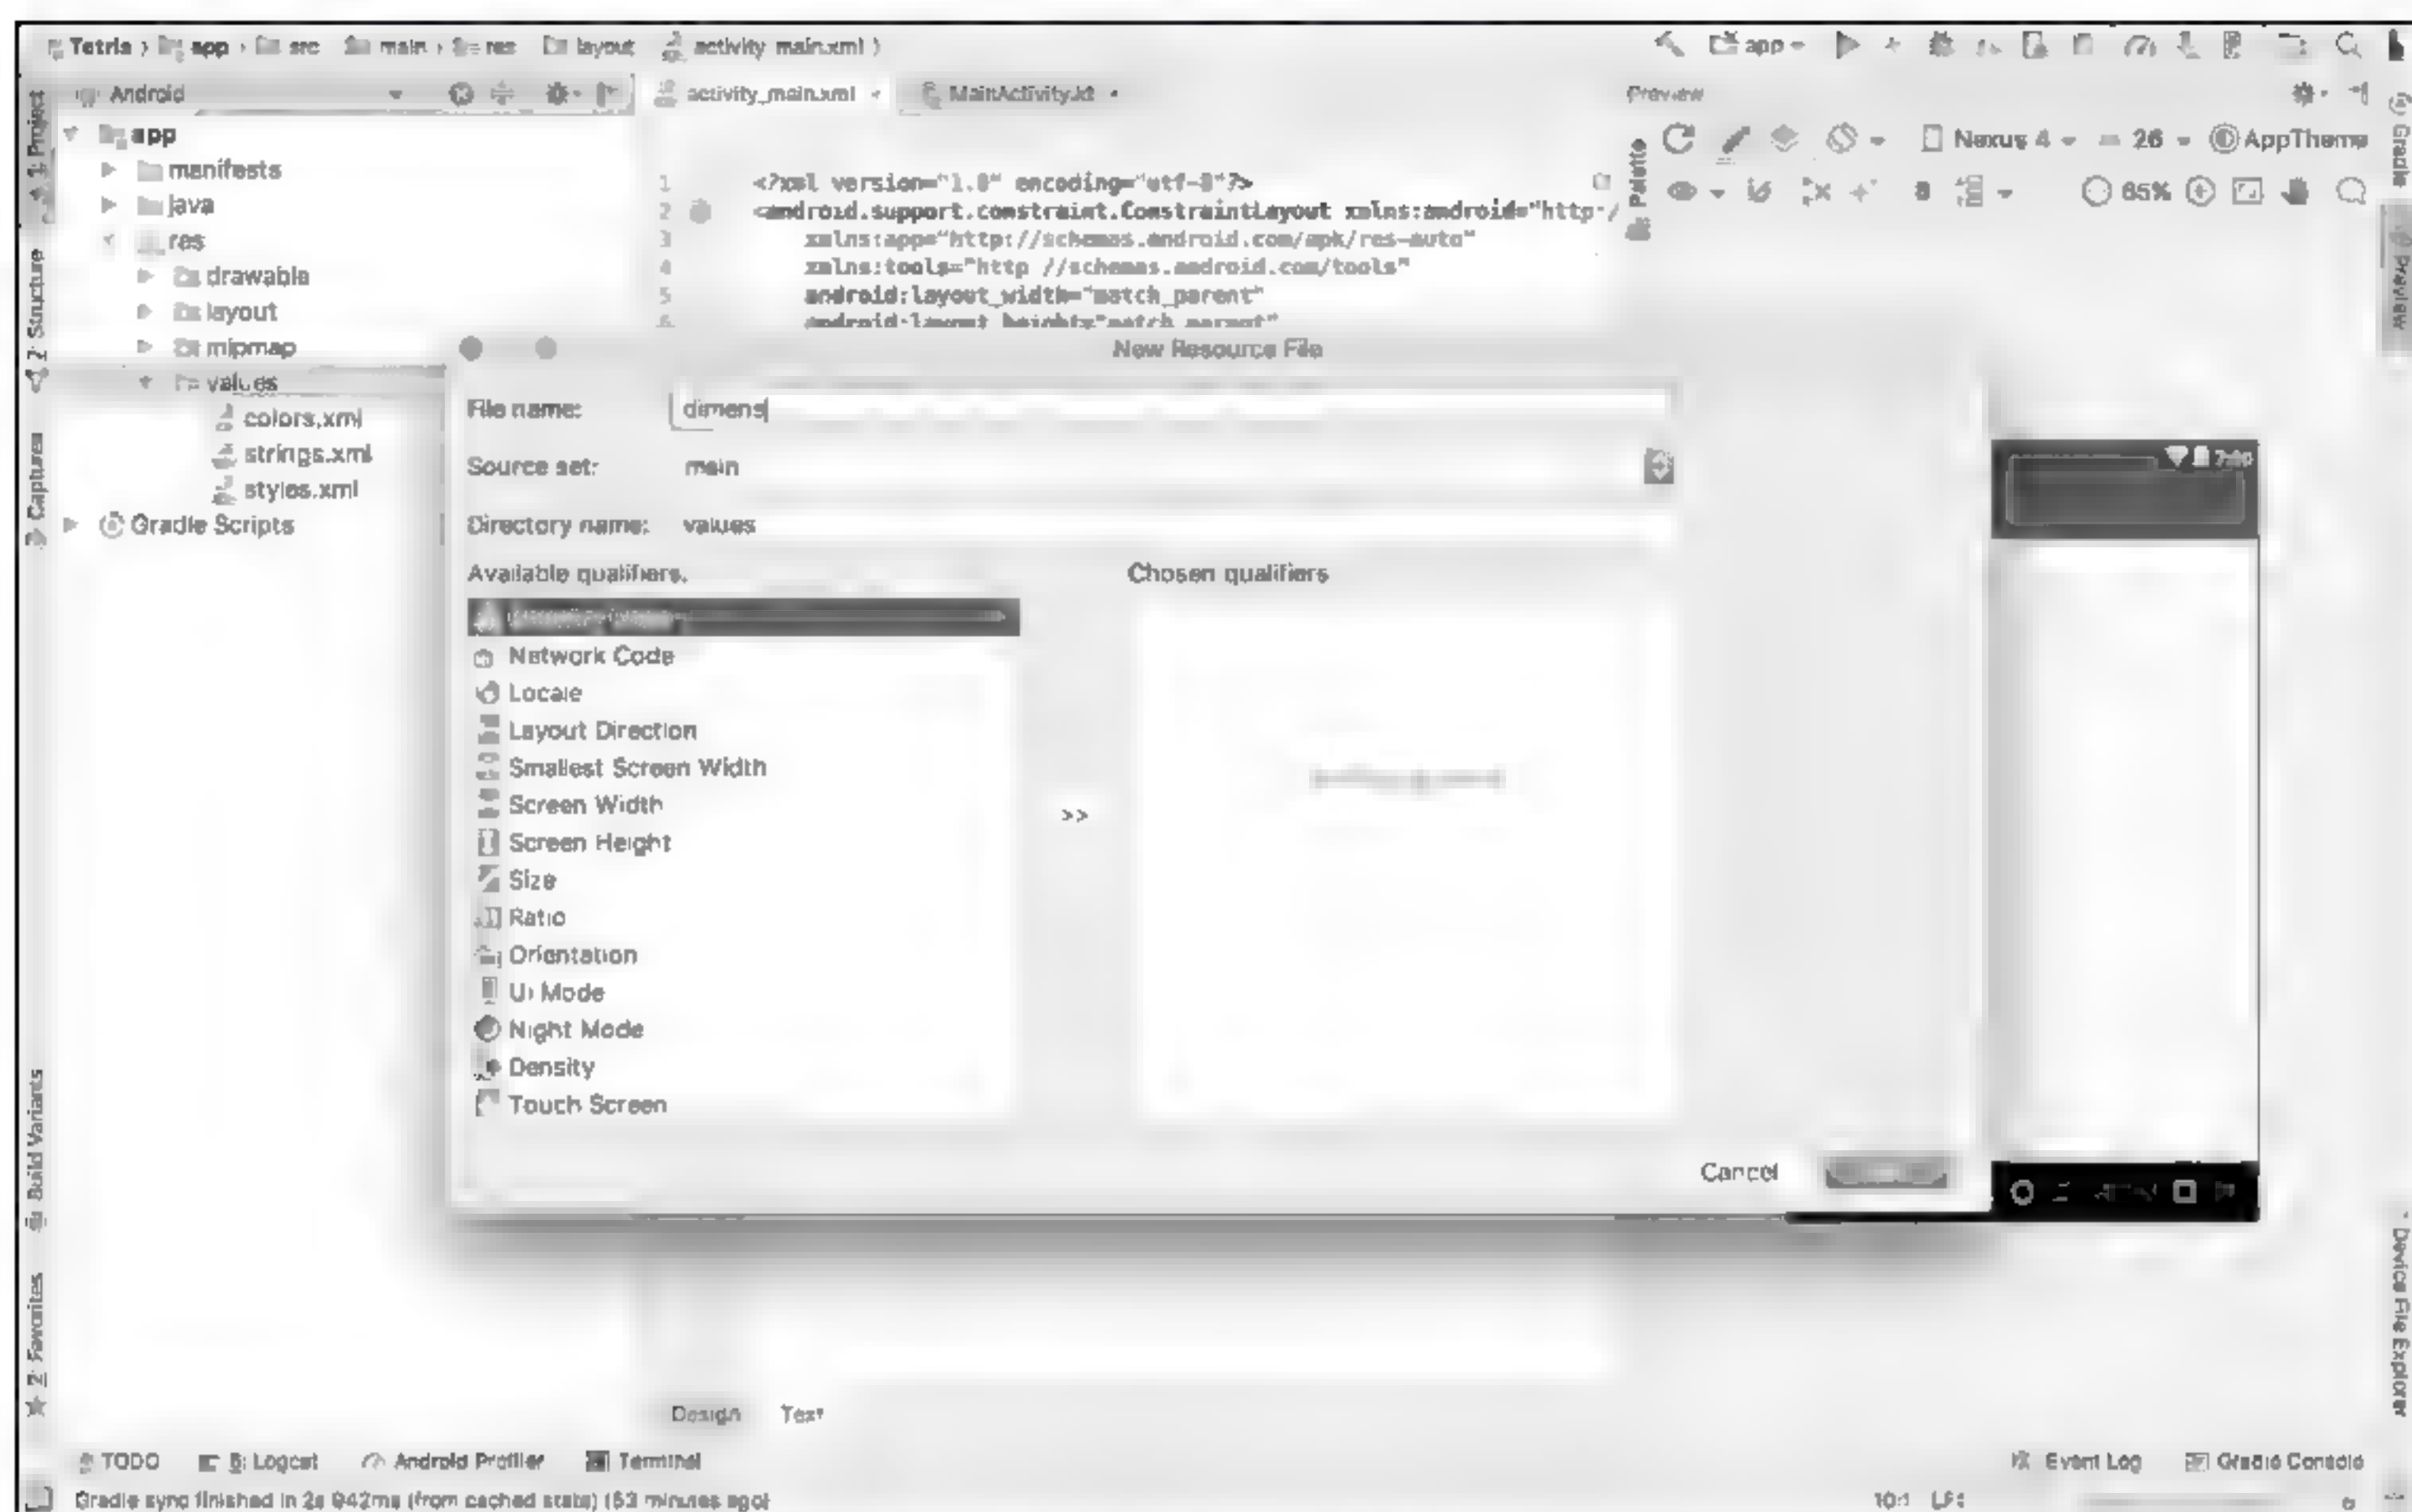 Tetris app src main res layout activity_main.xml
app
Android
activity_main.xml
MainActivity.kt
Preview
1: Project
app
manifests
java
res
drawable
layout
mipmap
values
colors.xml
strings.xml
styles.xml
Gradle Scripts
2: Structure
Captures
Build Variants
2: Favorites
1 <?xml version="1.0" encoding="utf-8"?>
2 <android.support.constraint.ConstraintLayout xmlns:android="http:/
3 xmlns:app="http://schemas.android.com/apk/res-auto"
4 xmlns:tools="http://schemas.android.com/tools"
5 android:layout_width="match_parent"
6 android:layout_height="match_parent"
Palette
Nexus 4 26 AppTheme
65%
Gradle
Preview
Device File Explorer
7:00
New Resource File
File name: dimens
Source set: main
Directory name: values
Available qualifiers:
Chosen qualifiers
Network Code
Locale
Layout Direction
Smallest Screen Width
Screen Width
Screen Height
Size
Ratio
Orientation
UI Mode
Night Mode
Density
Touch Screen
>>
Cancel
Design Text
TODO 6: Logcat Android Profiler Terminal
Event Log Gradle Console
Gradle sync finished in 2s 942ms (from cached state) (53 minutes ago)
10:1